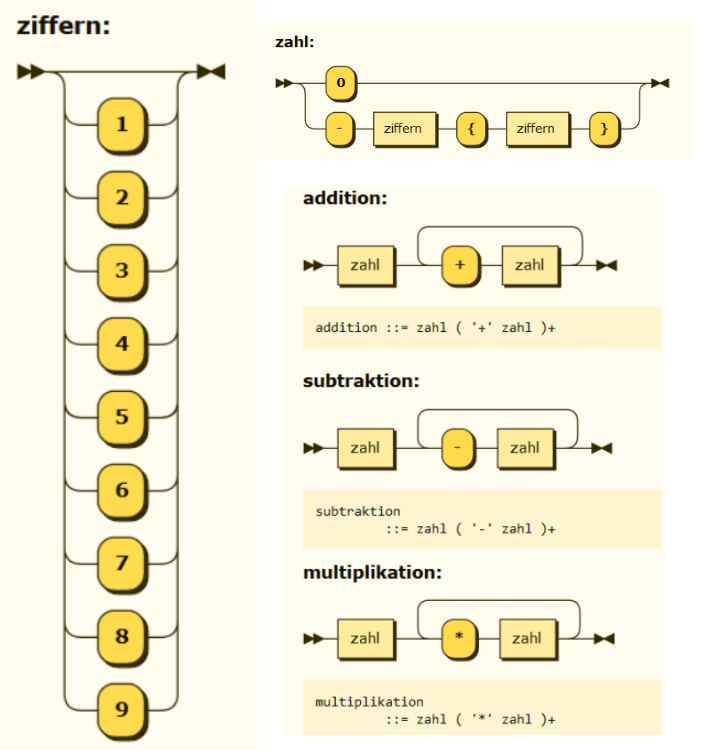 ziffern:
1
2
3
4
5
6
7
8
9
zahl:
0
- ziffern { ziffern }
addition:
zahl + zahl
addition ::= zahl ( '+' zahl )+
subtraktion:
zahl - zahl
subtraktion
::= zahl ( '-' zahl )+
multiplikation:
zahl * zahl
multiplikation
::= zahl ( '*' zahl )+